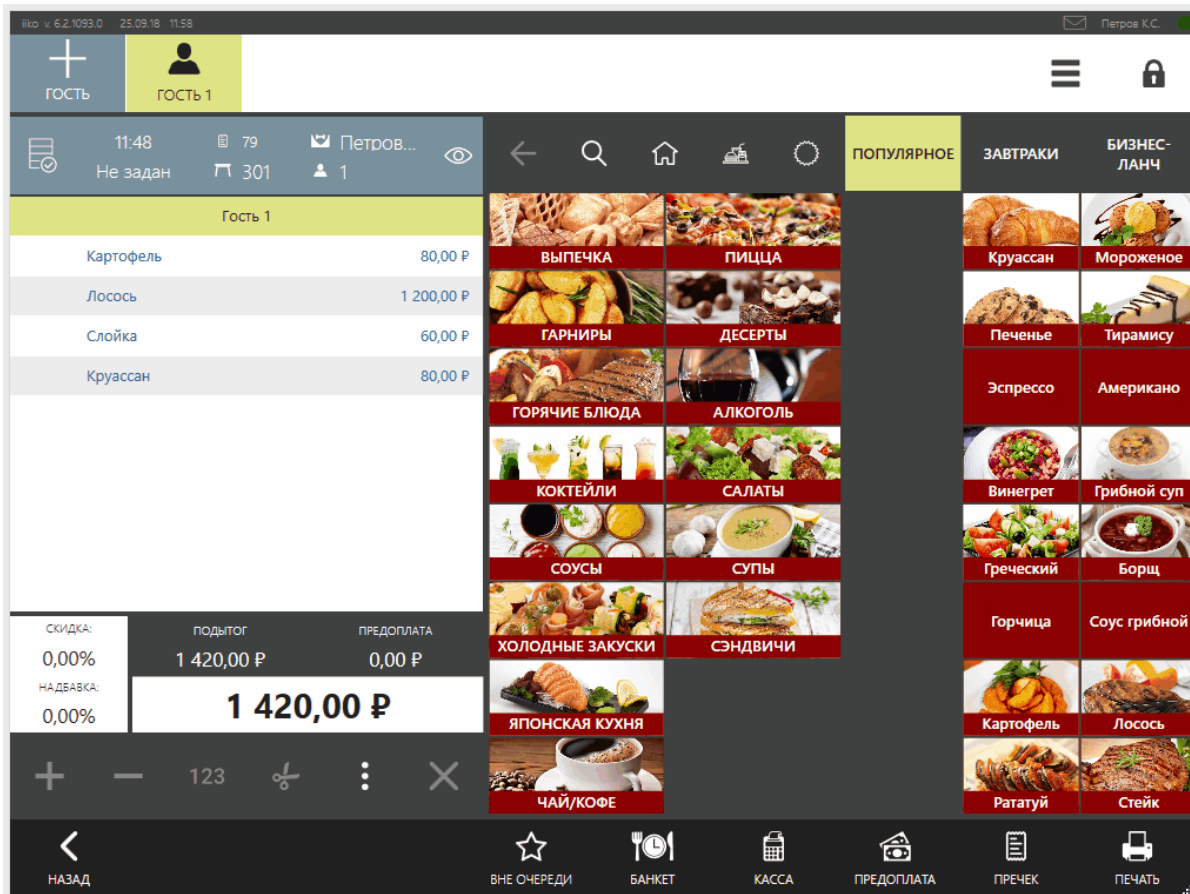 iiko v. 6.2.1093.0 25.09.18 11:58 Петров К.С.
ГОСТЬ
ГОСТЬ 1
11:48 79 Петров...
Не задан 301 1
Гость 1
Картофель 80,00 ₽
Лосось 1 200,00 ₽
Слойка 60,00 ₽
Круассан 80,00 ₽
СКИДКА:
0,00%
НАДБАВКА:
0,00%
ПОДЫТОГ
1 420,00 ₽
ПРЕДОПЛАТА
0,00 ₽
1 420,00 ₽
123
ПОПУЛЯРНОЕ
ЗАВТРАКИ
БИЗНЕС-
ЛАНЧ
ВЫПЕЧКА ПИЦЦА
ГАРНИРЫ ДЕСЕРТЫ
ГОРЯЧИЕ БЛЮДА АЛКОГОЛЬ
КОКТЕЙЛИ САЛАТЫ
СОУСЫ СУПЫ
ХОЛОДНЫЕ ЗАКУСКИ СЭНДВИЧИ
ЯПОНСКАЯ КУХНЯ
ЧАЙ/КОФЕ
Круассан Мороженое
Печенье Тирамису
Эспрессо Американо
Винегрет Грибной суп
Греческий Борщ
Горчица Соус грибной
Картофель Лосось
Рататуй Стейк
НАЗАД
ВНЕ ОЧЕРЕДИ
БАНКЕТ
КАССА
ПРЕДОПЛАТА
ПРЕЧЕК
ПЕЧАТЬ